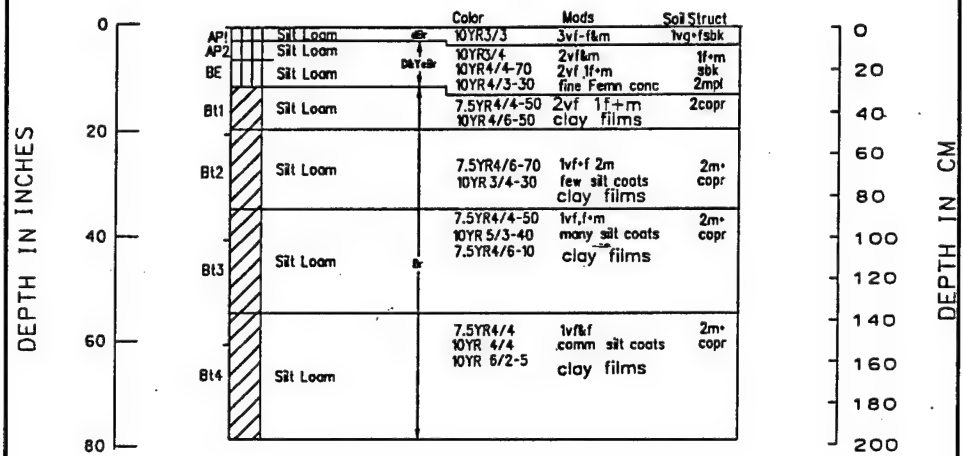 Color Mods Soil Struct
0 AP1 Silt Loam dBr 10YR3/3 3vf-f&m 1vg+fsbk 0
AP2 Silt Loam 10YR3/4 2vf&m 1f+m
DkYeBr 10YR4/4-70 2vf,1f+m sbk
BE Silt Loam 10YR4/3-30 fine Femn conc 2mpl 20
Bt1 Silt Loam 7.5YR4/4-50 2vf 1f+m 2copr
10YR4/6-50 clay films 40
20
60
Bt2 Silt Loam 7.5YR4/6-70 1vf+f 2m 2m+
10YR3/4-30 few silt coats copr
clay films 80
7.5YR4/4-50 1vf,f+m 2m+
40 10YR5/3-40 many silt coats copr 100
7.5YR4/6-10 clay films
Bt3 Silt Loam Br
120
140
7.5YR4/4 1vf&f 2m+
60 10YR 4/4 comm silt coats copr
10YR 6/2-5 clay films 160
Bt4 Silt Loam
180
80 200
DEPTH IN INCHES
DEPTH IN CM